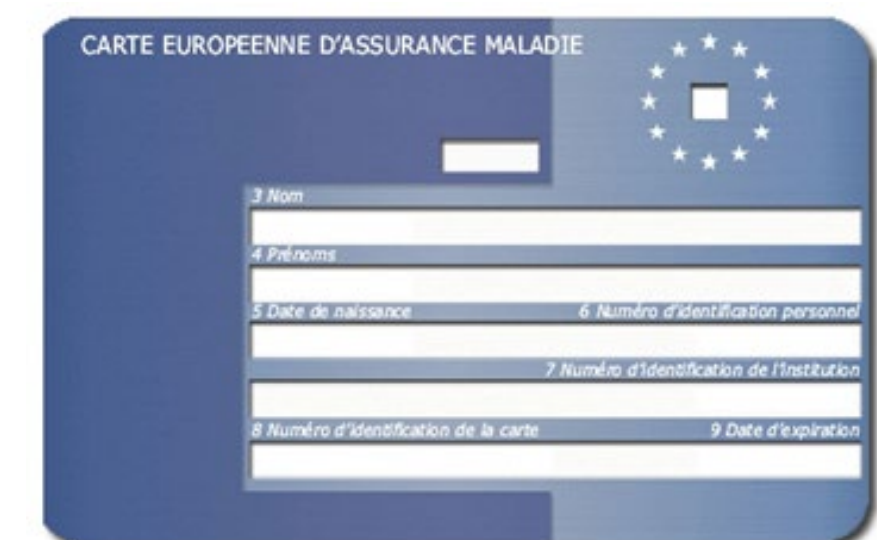 CARTE EUROPEENNE D'ASSURANCE MALADIE
3 Nom
4 Prénoms
5 Date de naissance 6 Numéro d'identification personnel
7 Numéro d'identification de l'institution
8 Numéro d'identification de la carte 9 Date d'expiration